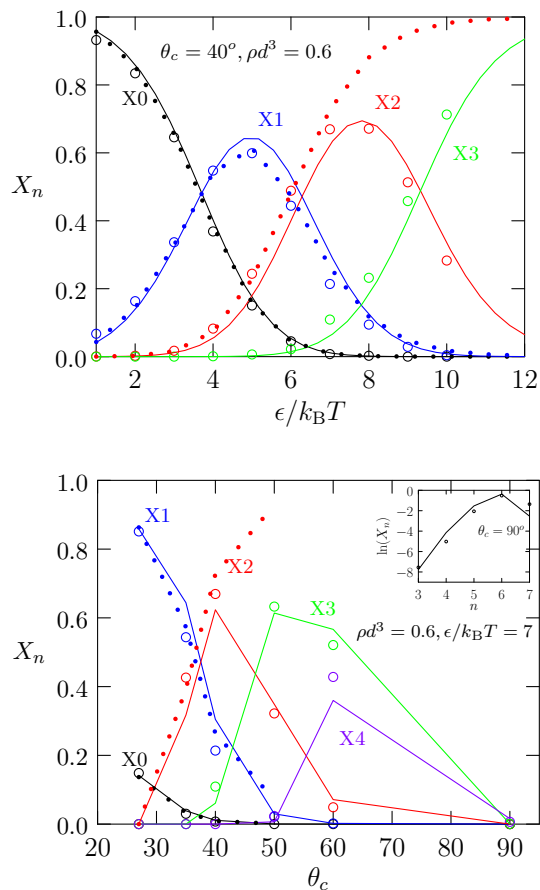 1.0
θc = 40°, ρd³ = 0.6
0.8
X0
X1
X2
0.6
X3
Xn
0.4
0.2
0.0
2 4 6 8 10 12
ϵ/kBT
1.0
X1
0
−2
−4
−6
−8
ln(Xn)
θc = 90°
3 4 5 6 7
n
0.8
X2
0.6
X3
ρd³ = 0.6, ϵ/kBT = 7
Xn
0.4
X4
0.2
X0
0.0
20 30 40 50 60 70 80 90
θc